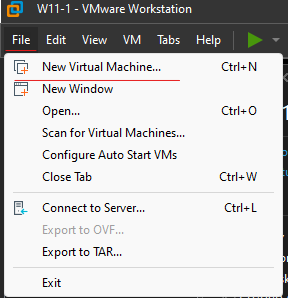 W11-1 - VMware Workstation
File Edit View VM Tabs Help
New Virtual Machine... Ctrl+N
New Window
Open... Ctrl+O
Scan for Virtual Machines...
Configure Auto Start VMs
Close Tab Ctrl+W
Connect to Server... Ctrl+L
Export to OVF...
Export to TAR...
Exit